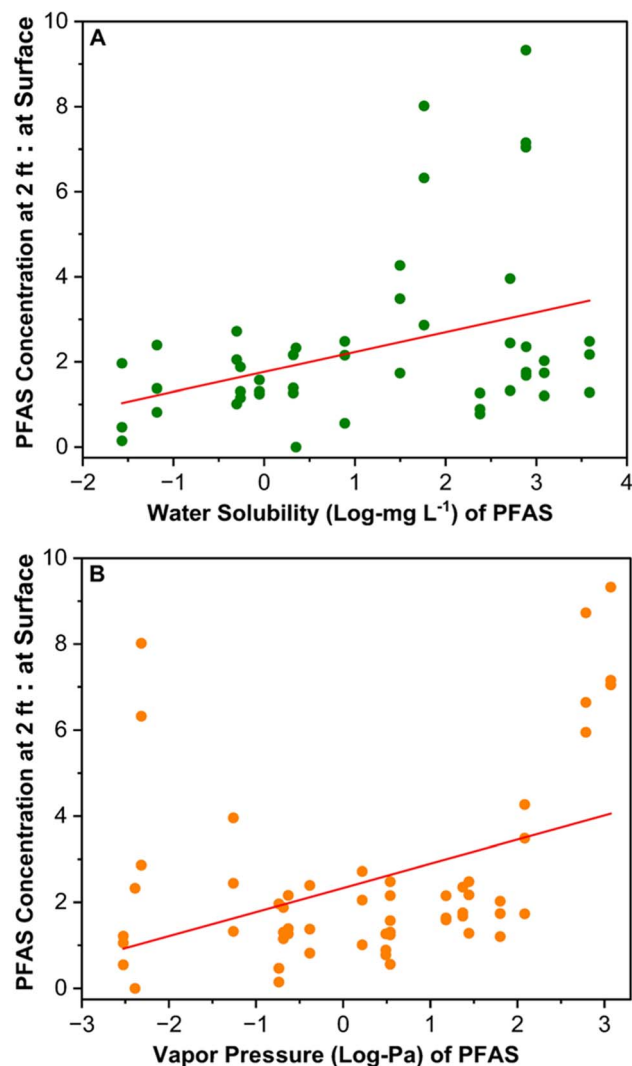 A
PFAS Concentration at 2 ft : at Surface
10
8
6
4
2
0
−2 −1 0 1 2 3 4
Water Solubility (Log-mg L⁻¹) of PFAS
B
PFAS Concentration at 2 ft : at Surface
10
8
6
4
2
0
−3 −2 −1 0 1 2 3
Vapor Pressure (Log-Pa) of PFAS